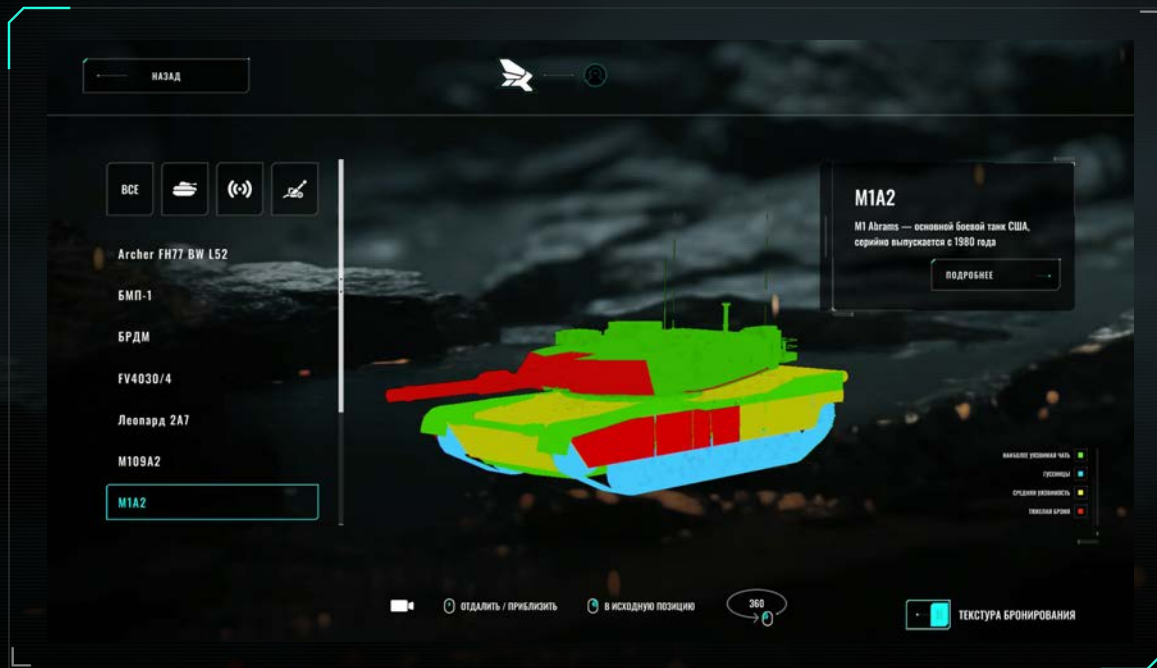 НАЗАД
ВСЕ
Archer FH77 BW L52
БМП-1
БРДМ
FV4030/4
Леопард 2А7
M109A2
M1A2
M1A2
M1 Abrams — основной боевой танк США,
серийно выпускается с 1980 года
ПОДРОБНЕЕ
НАИБОЛЕЕ УЯЗВИМАЯ ЧАТЬ
ГУСЕНИЦЫ
СРЕДНЯЯ УЯЗВИМОСТЬ
ТЯЖЕЛАЯ БРОНЯ
ОТДАЛИТЬ / ПРИБЛИЗИТЬ
В ИСХОДНУЮ ПОЗИЦИЮ
360
ТЕКСТУРА БРОНИРОВАНИЯ